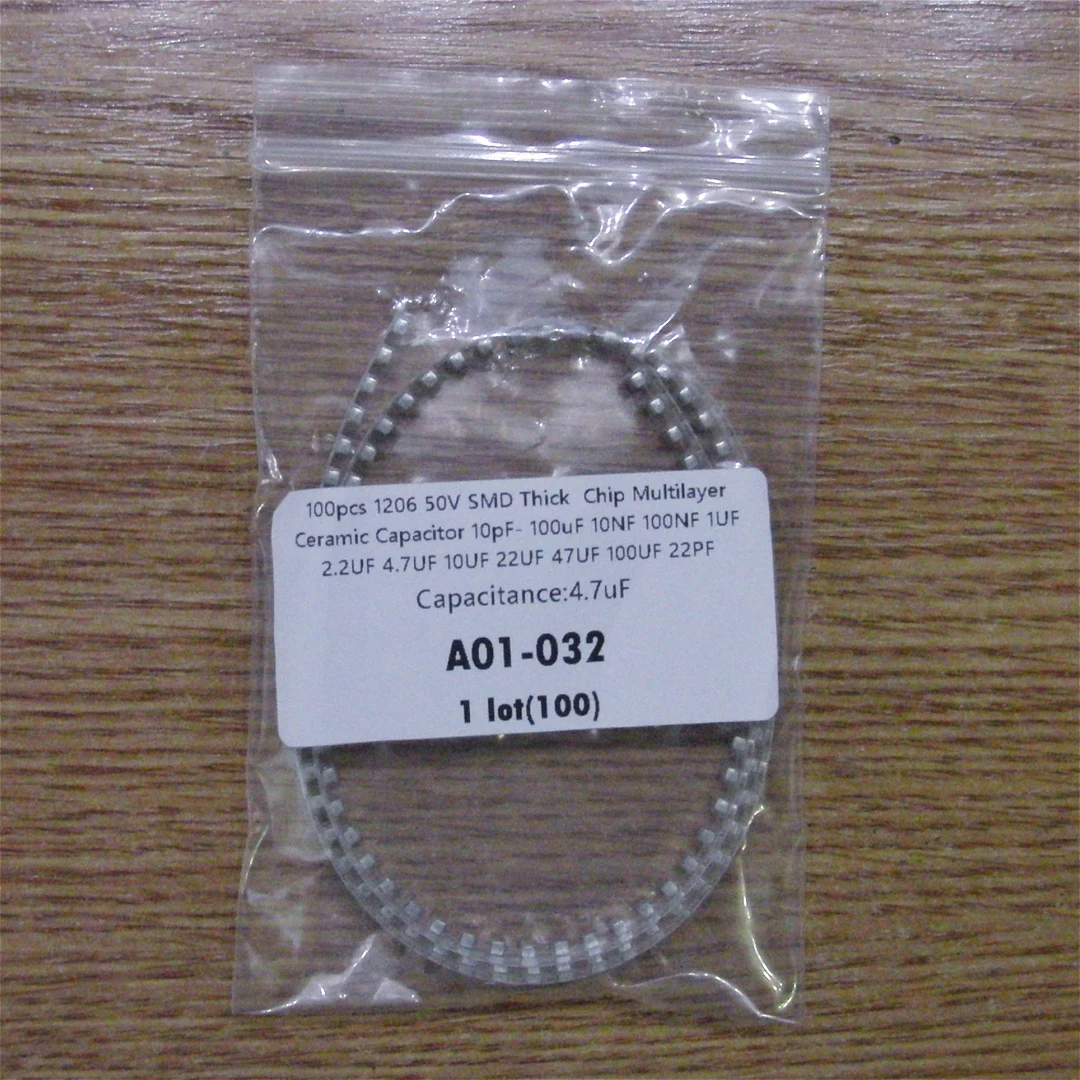 100pcs 1206 50V SMD Thick Chip Multilayer
Ceramic Capacitor 10pF- 100uF 10NF 100NF 1UF
2.2UF 4.7UF 10UF 22UF 47UF 100UF 22PF
Capacitance:4.7uF
A01-032
1 lot(100)